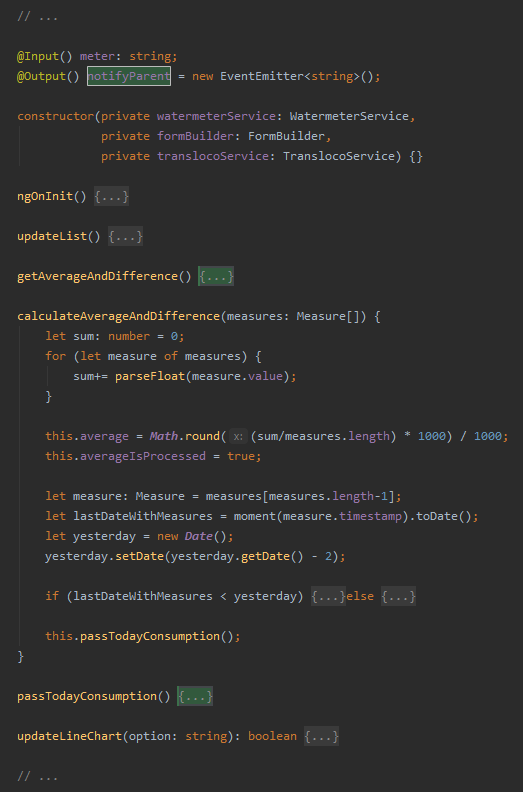 // ...
@Input() meter: string;
@Output() notifyParent = new EventEmitter<string>();
constructor(private watermeterService: WatermeterService,
private formBuilder: FormBuilder,
private translocoService: TranslocoService) {}
ngOnInit() {...}
updateList() {...}
getAverageAndDifference() {...}
calculateAverageAndDifference(measures: Measure[]) {
let sum: number = 0;
for (let measure of measures) {
sum+= parseFloat(measure.value);
}
this.average = Math.round( x: (sum/measures.length) * 1000) / 1000;
this.averageIsProcessed = true;
let measure: Measure = measures[measures.length-1];
let lastDateWithMeasures = moment(measure.timestamp).toDate();
let yesterday = new Date();
yesterday.setDate(yesterday.getDate() - 2);
if (lastDateWithMeasures < yesterday) {...}else {...}
this.passTodayConsumption();
}
passTodayConsumption() {...}
updateLineChart(option: string): boolean {...}
// ...